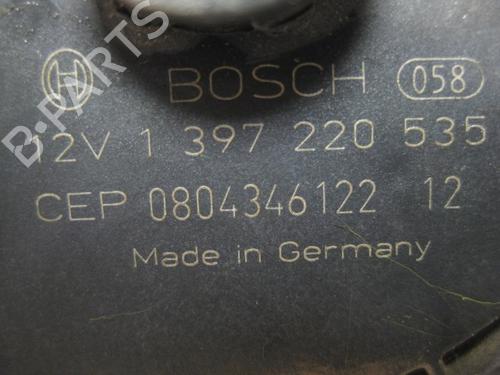 BOSCH 058
12V 1 397 220 535
CEP 0804346122 12
Made in Germany
B-PARTS